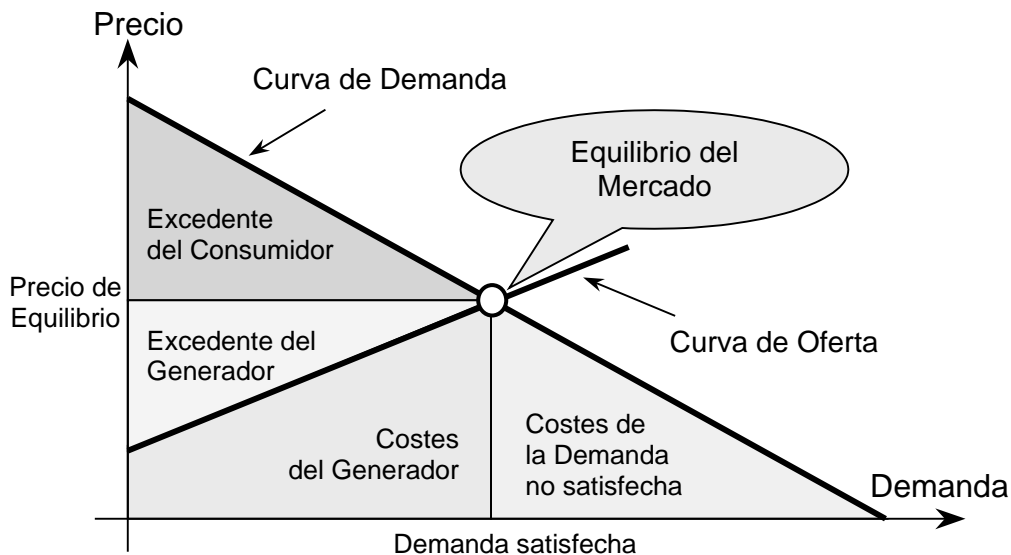 Precio
Curva de Demanda
Equilibrio del
Mercado
Excedente
del Consumidor
Precio de
Equilibrio
Excedente del
Generador
Curva de Oferta
Costes
del Generador
Costes de
la Demanda
no satisfecha
Demanda
Demanda satisfecha